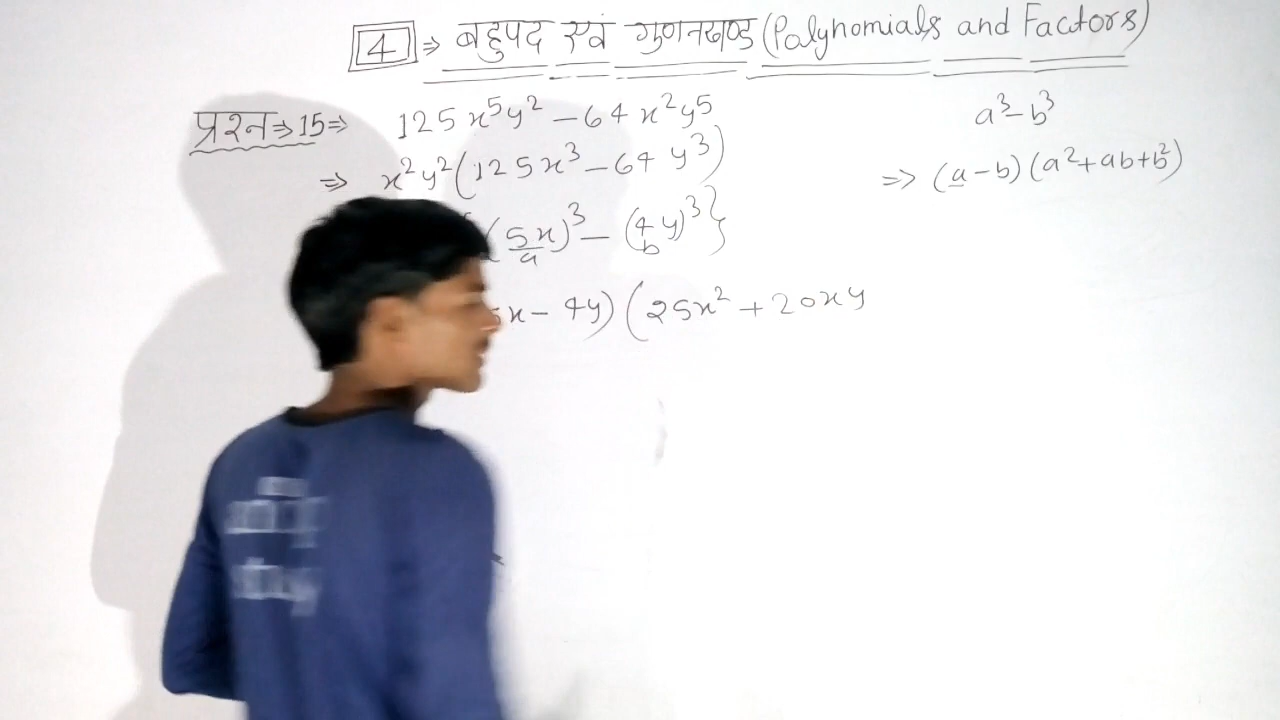 4 ⇒ बहुपद एवं गुणनखण्ड (Polynomials and Factors)
प्रश्न ⇒ 15 ⇒ 125x⁵y² - 64x²y⁵
⇒ x²y²(125x³ - 64y³)
(5x)³ - (4y)³}
a b
5x - 4y)(25x² + 20xy
a³ - b³
⇒ (a - b)(a² + ab + b²)